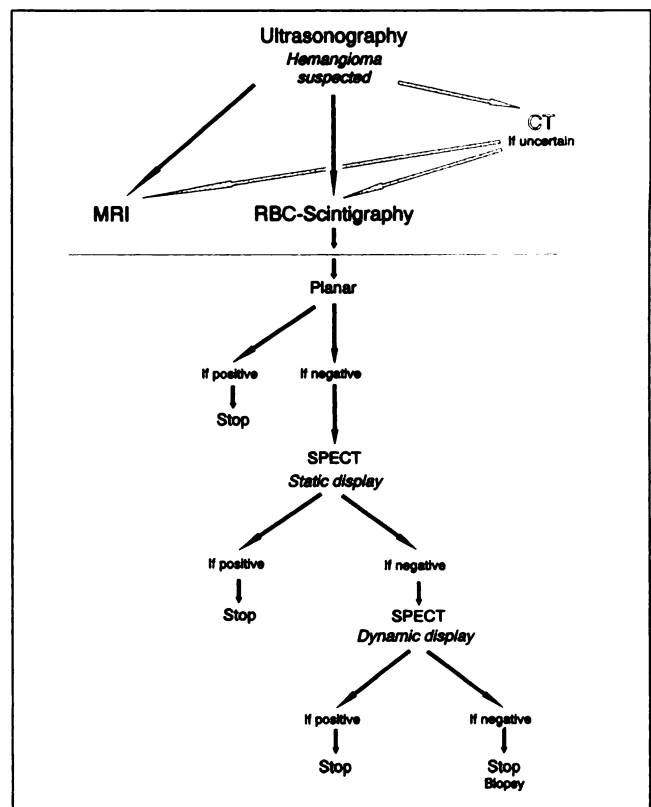 Ultrasonography
Hemangioma
suspected
CT
If uncertain
MRI
RBC-Scintigraphy
Planar
If positive
If negative
Stop
SPECT
Static display
If positive
If negative
Stop
SPECT
Dynamic display
If positive
If negative
Stop
Stop
Biopsy